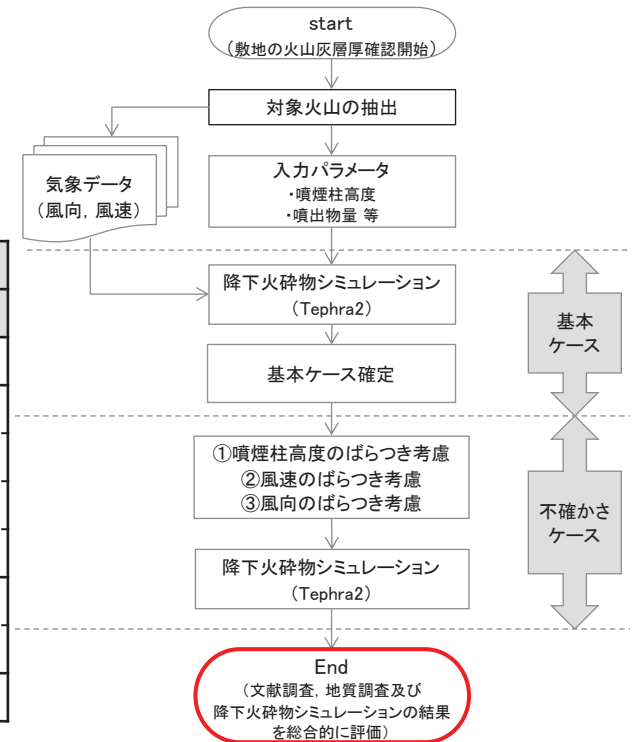 start
(敷地の火山灰層厚確認開始)
対象火山の抽出
気象データ
(風向, 風速)
入力パラメータ
・噴煙柱高度
・噴出物量 等
降下火砕物シミュレーション
(Tephra2)
基本
ケース
基本ケース確定
①噴煙柱高度のばらつき考慮
②風速のばらつき考慮
③風向のばらつき考慮
不確かさ
ケース
降下火砕物シミュレーション
(Tephra2)
End
(文献調査, 地質調査及び
降下火砕物シミュレーションの結果
を総合的に評価)